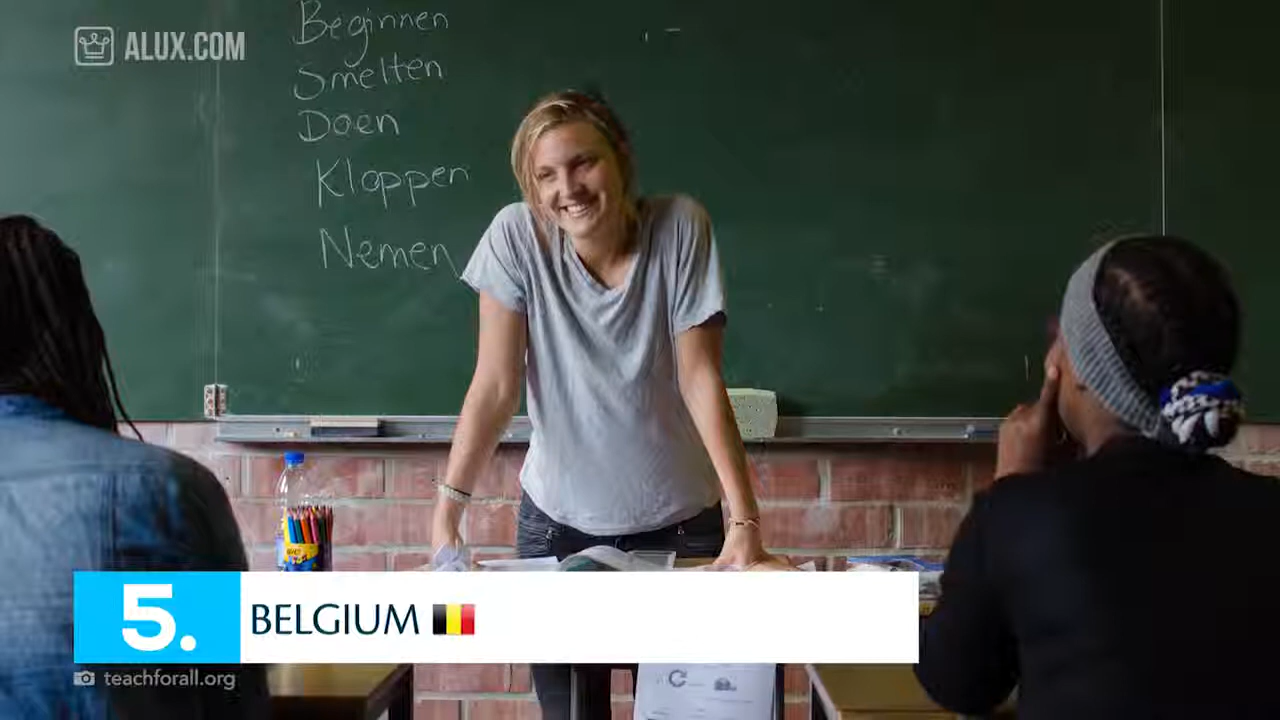 Beginnen
ALUX.COM
Smelten
Doen
Kloppen
Nemen
5.
BELGIUM
teachforall.org